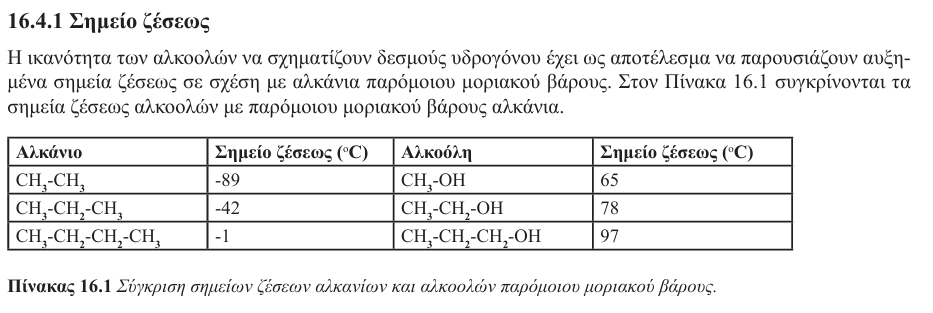 16.4.1 Σημείο ζέσεως
Η ικανότητα των αλκοολών να σχηματίζουν δεσμούς υδρογόνου έχει ως αποτέλεσμα να παρουσιάζουν αυξη-
μένα σημεία ζέσεως σε σχέση με αλκάνια παρόμοιου μοριακού βάρους. Στον Πίνακα 16.1 συγκρίνονται τα
σημεία ζέσεως αλκοολών με παρόμοιου μοριακού βάρους αλκάνια.
Αλκάνιο Σημείο ζέσεως (°C) Αλκοόλη Σημείο ζέσεως (°C)
CH₃-CH₃ -89 CH₃-OH 65
CH₃-CH₂-CH₃ -42 CH₃-CH₂-OH 78
CH₃-CH₂-CH₂-CH₃ -1 CH₃-CH₂-CH₂-OH 97
Πίνακας 16.1 Σύγκριση σημείων ζέσεων αλκανίων και αλκοολών παρόμοιου μοριακού βάρους.